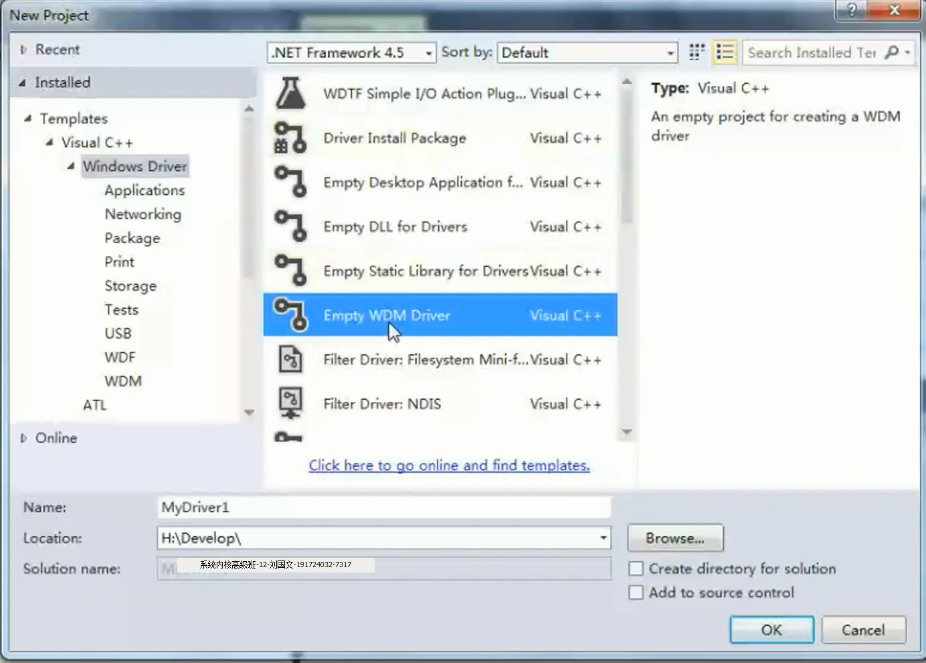 New Project
Recent
.NET Framework 4.5
Sort by:
Default
Search Installed Ter
Installed
Templates
Visual C++
Windows Driver
Applications
Networking
Package
Print
Storage
Tests
USB
WDF
WDM
ATL
Online
WDTF Simple I/O Action Plug... Visual C++
Driver Install Package Visual C++
Empty Desktop Application f... Visual C++
Empty DLL for Drivers Visual C++
Empty Static Library for Drivers Visual C++
Empty WDM Driver Visual C++
Filter Driver: Filesystem Mini-f... Visual C++
Filter Driver: NDIS Visual C++
Click here to go online and find templates.
Type: Visual C++
An empty project for creating a WDM
driver
Name: MyDriver1
Location: H:\Develop\
Browse...
Solution name:
系统内核高级班-12-刘国文-191724032-7317
Create directory for solution
Add to source control
OK
Cancel